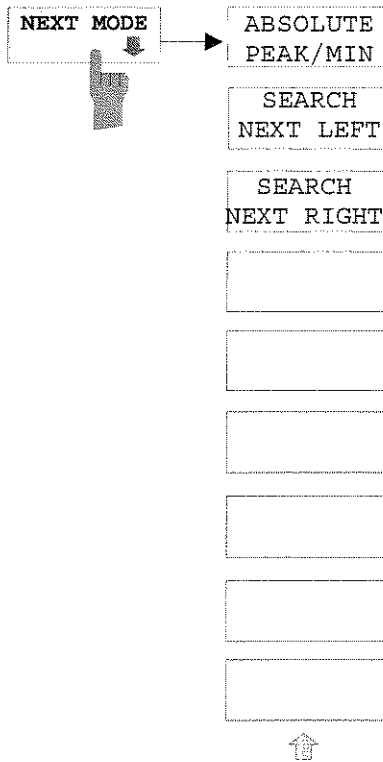 NEXT MODE
ABSOLUTE
PEAK/MIN
SEARCH
NEXT LEFT
SEARCH
NEXT RIGHT